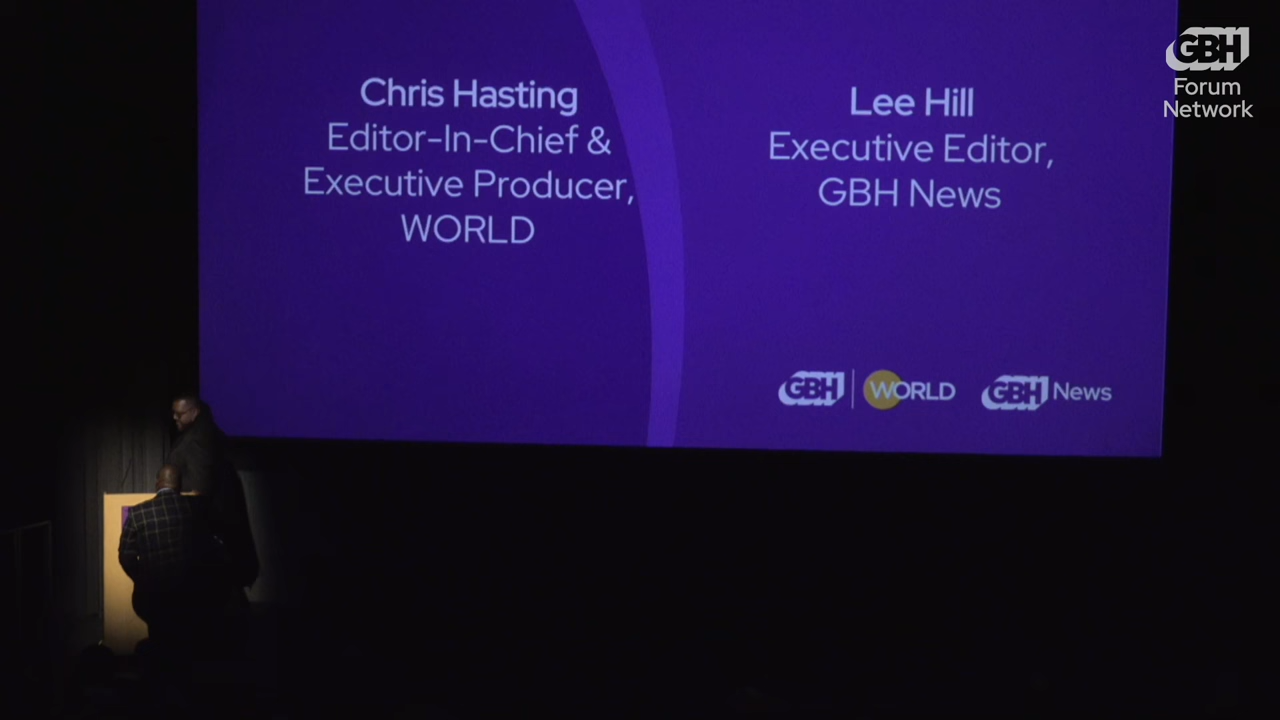 Chris Hasting
Editor-In-Chief &
Executive Producer,
WORLD
Lee Hill
Executive Editor,
GBH News
GBH | WORLD
GBH News
GBH
Forum
Network